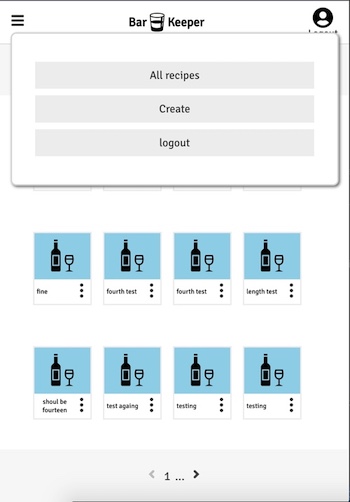 Bar Keeper
All recipes
Create
logout
fine
fourth test
fourth test
length test
shoul be
fourteen
test againg
testing
testing
1 ...